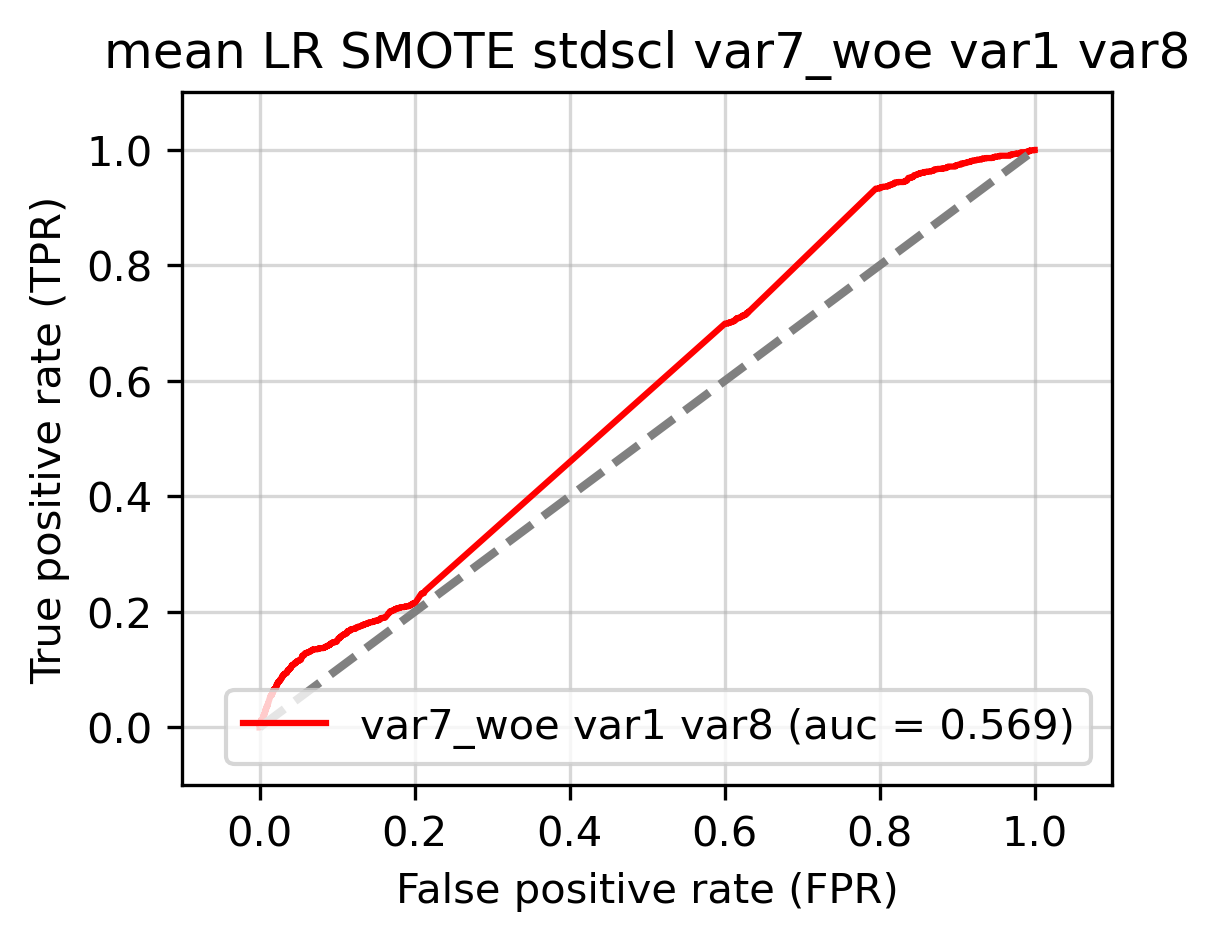 mean LR SMOTE stdscl var7_woe var1 var8
True positive rate (TPR)
1.0
0.8
0.6
0.4
0.2
0.0
var7_woe var1 var8 (auc = 0.569)
0.0 0.2 0.4 0.6 0.8 1.0
False positive rate (FPR)